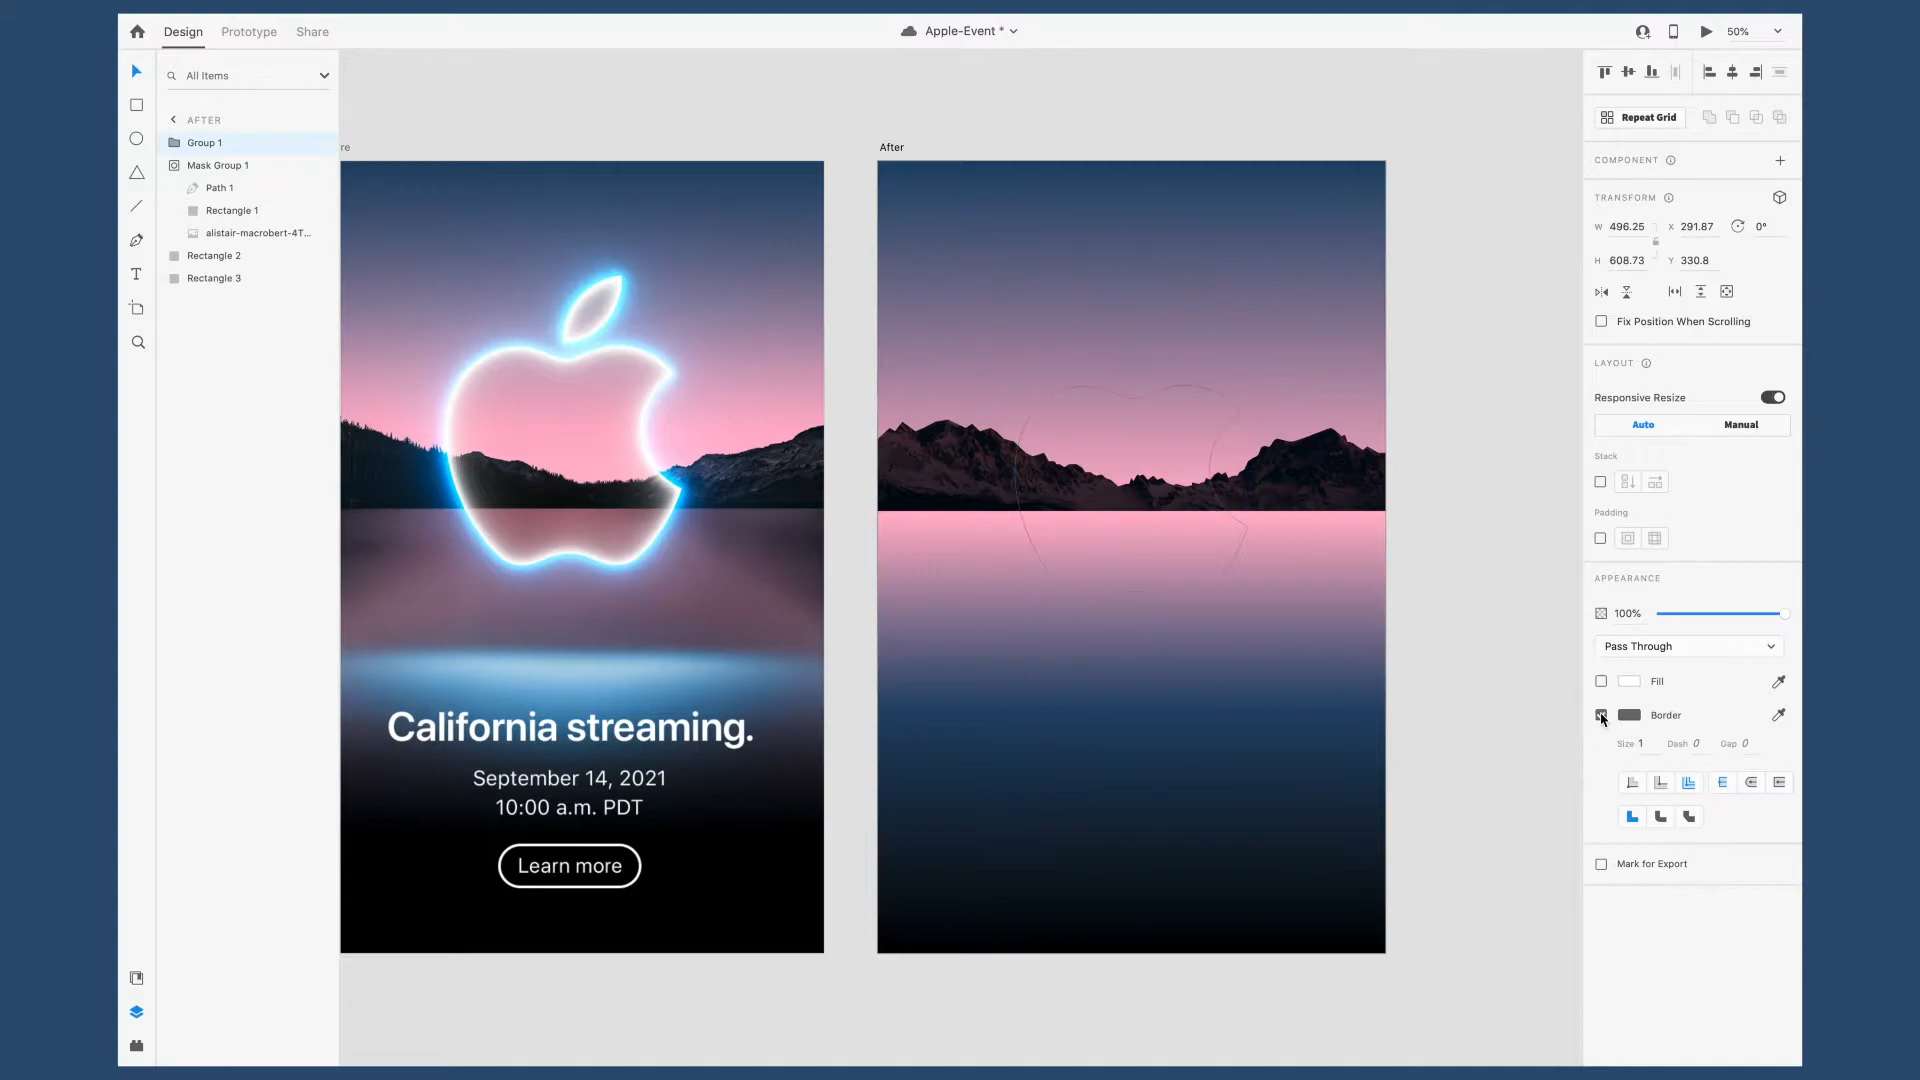 Design
Prototype
Share
Apple-Event *
50%
All Items
AFTER
Group 1
Mask Group 1
Path 1
Rectangle 1
alistair-macrobert-4T...
Rectangle 2
Rectangle 3
re
After
California streaming.
September 14, 2021
10:00 a.m. PDT
Learn more
Repeat Grid
COMPONENT
TRANSFORM
W 496.25 X 291.87 0°
H 608.73 Y 330.8
Fix Position When Scrolling
LAYOUT
Responsive Resize
Auto Manual
Stack
Padding
APPEARANCE
100%
Pass Through
Fill
Border
Size 1 Dash 0 Gap 0
Mark for Export